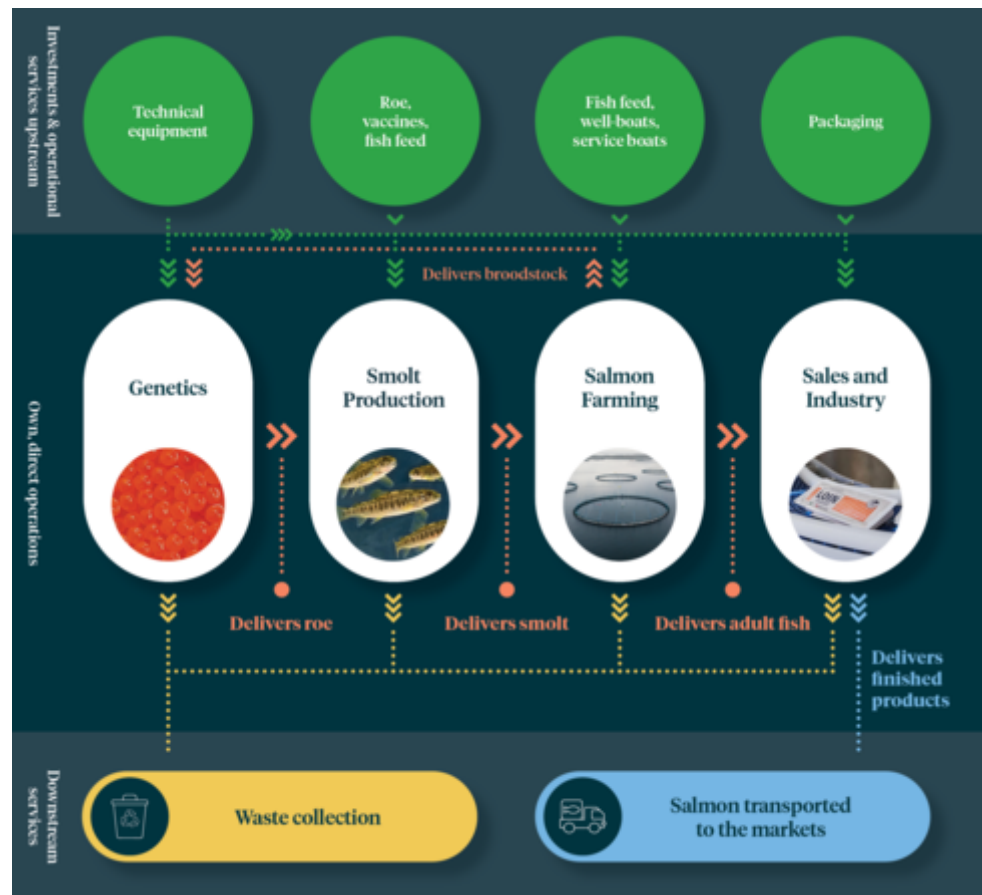 Investments & operational
services upstream
Technical
equipment
Roe,
vaccines,
fish feed
Fish feed,
well-boats,
service boats
Packaging
Delivers broodstock
Own, direct operations
Genetics
Smolt
Production
Salmon
Farming
Sales and
Industry
LOIN
Delivers roe
Delivers smolt
Delivers adult fish
Delivers
finished
products
Downstream
services
Waste collection
Salmon transported
to the markets